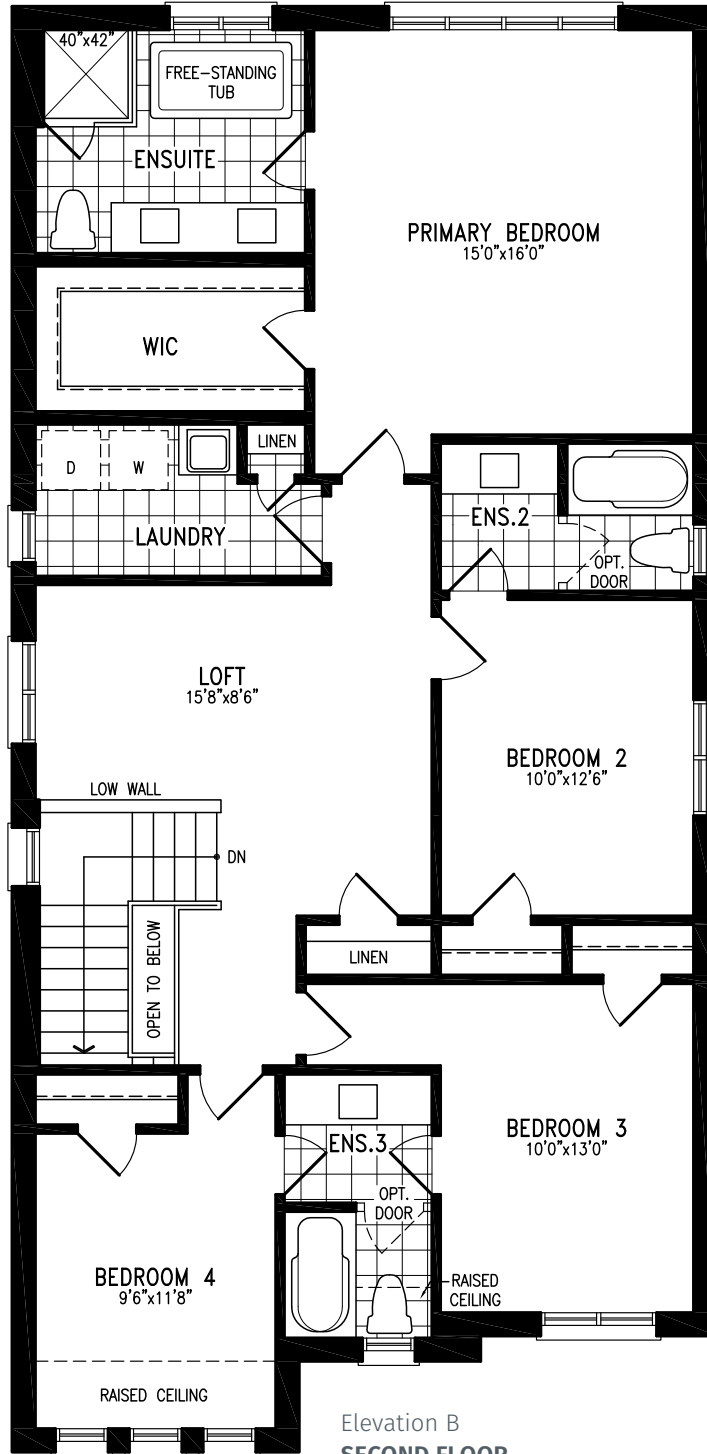 40"x42"
FREE-STANDING
TUB
ENSUITE
PRIMARY BEDROOM
15'0"x16'0"
WIC
LINEN
D
W
LAUNDRY
ENS.2
OPT.
DOOR
LOFT
15'8"x8'6"
BEDROOM 2
10'0"x12'6"
LOW WALL
DN
OPEN TO BELOW
LINEN
BEDROOM 3
10'0"x13'0"
ENS.3
OPT.
DOOR
BEDROOM 4
9'6"x11'8"
RAISED
CEILING
RAISED CEILING
Elevation B
SECOND FLOOR